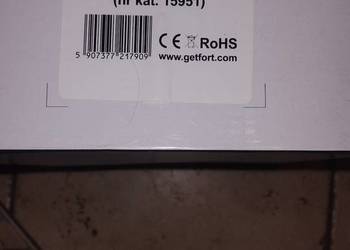 (nr kat. 15951)
CE RoHS
5 907377 217909
www.getfort.com